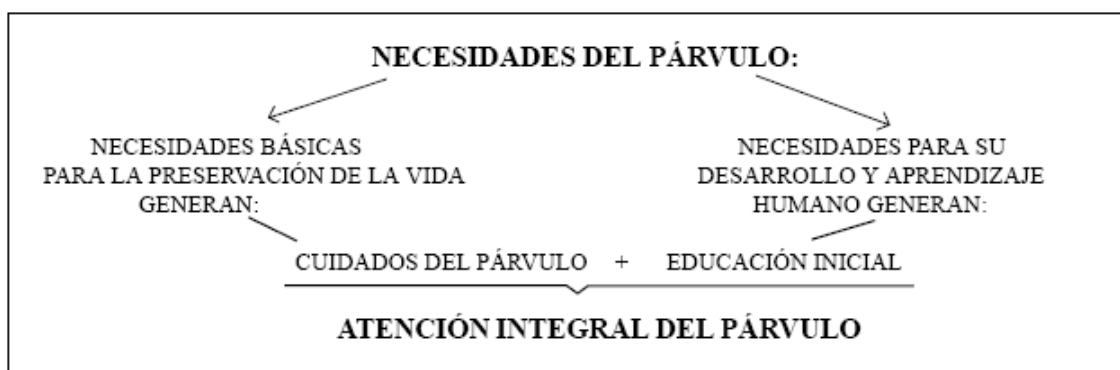 NECESIDADES DEL PÁRVULO:
NECESIDADES BÁSICAS
PARA LA PRESERVACIÓN DE LA VIDA
GENERAN:
NECESIDADES PARA SU
DESARROLLO Y APRENDIZAJE
HUMANO GENERAN:
CUIDADOS DEL PÁRVULO + EDUCACIÓN INICIAL
ATENCIÓN INTEGRAL DEL PÁRVULO